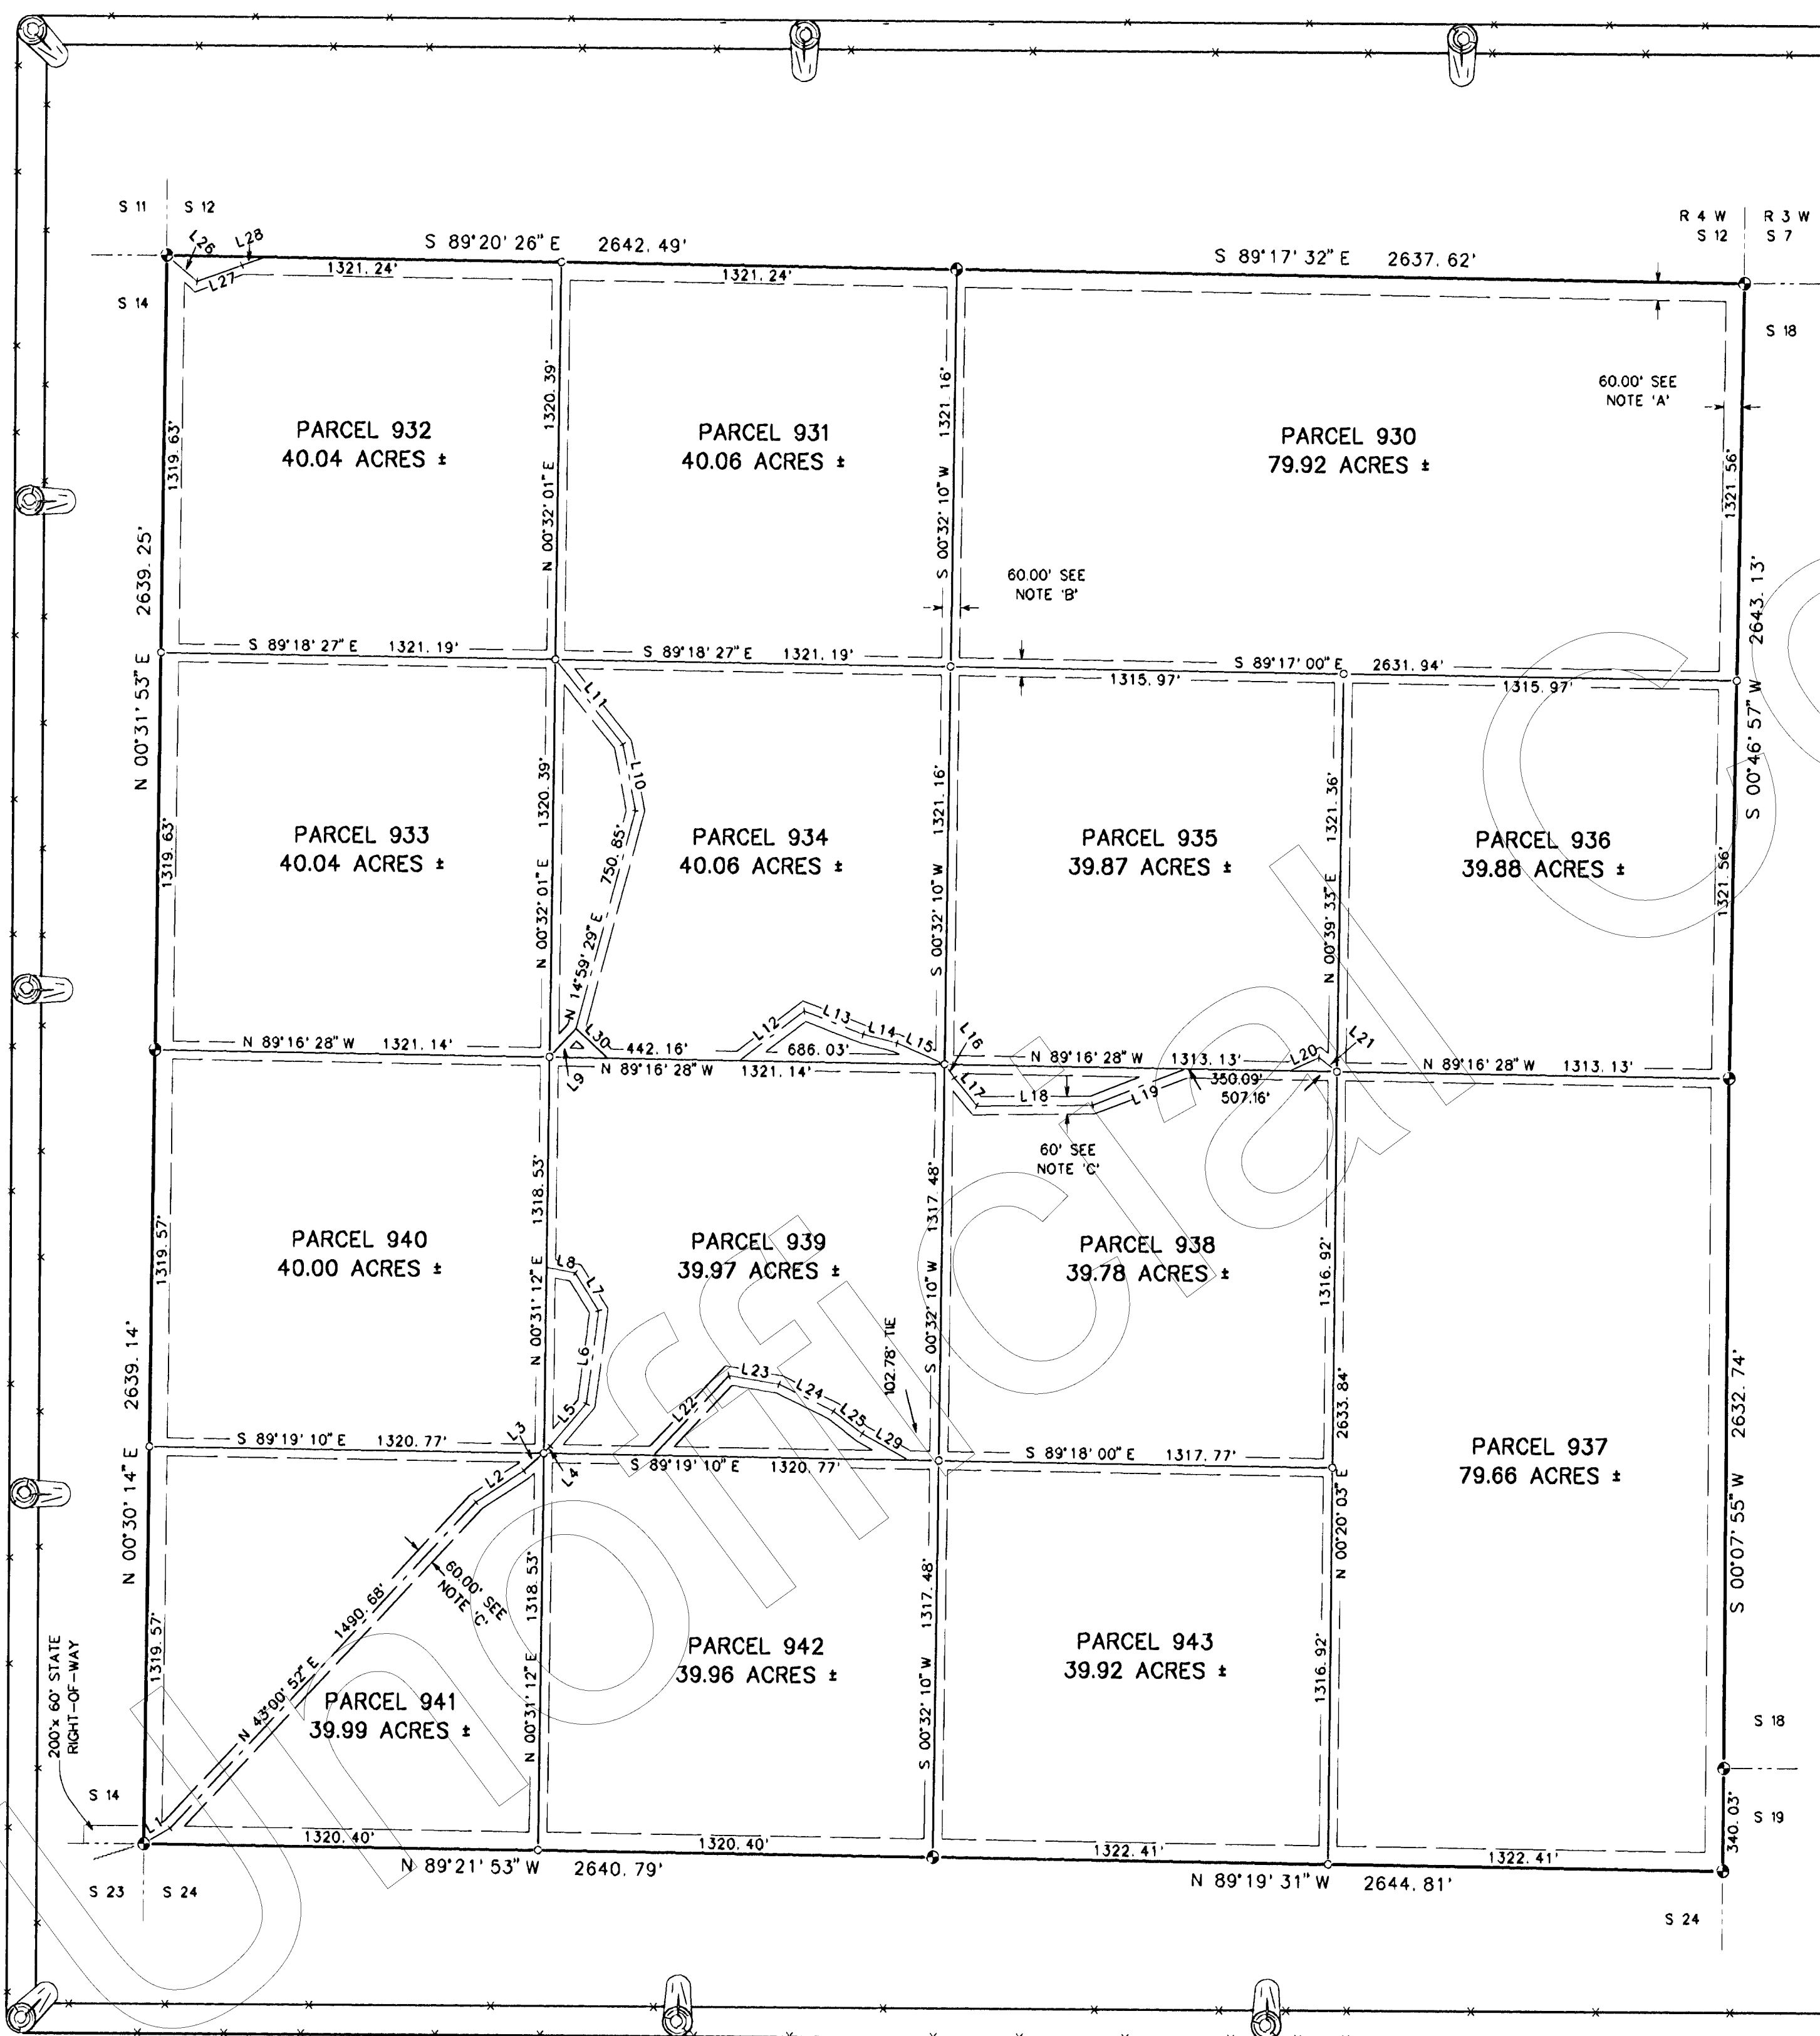 S 11 S 12
R 4 W R 3 W
S 12 S 7
L26 L28
L27
S 89°20' 26" E 2642. 49'
S 89°17' 32" E 2637. 62'
1321. 24'
1321. 24'
S 14
S 18
60.00' SEE
NOTE 'A'
PARCEL 932
40.04 ACRES ±
PARCEL 931
40.06 ACRES ±
PARCEL 930
79.92 ACRES ±
1319. 63'
1320. 39'
N 00°32' 01" E
1321. 16'
S 00°32' 10" W
1321. 56'
60.00' SEE
NOTE 'B'
N 00°31' 53" E 2639. 25'
S 00°46' 57" W 2643. 13'
S 89°18' 27" E 1321. 19'
S 89°18' 27" E 1321. 19'
S 89°17' 00" E 2631. 94'
1315. 97'
1315. 97'
L11
L10
750. 85'
N 14°59' 29" E
1319. 63'
1320. 39'
N 00°32' 01" E
1321. 16'
S 00°32' 10" W
1321. 36'
N 00°39' 33" E
1321. 56'
PARCEL 933
40.04 ACRES ±
PARCEL 934
40.06 ACRES ±
PARCEL 935
39.87 ACRES ±
PARCEL 936
39.88 ACRES ±
L12 L13 L14 L15
L16
L30
L9
L20 L21
N 89°16' 28" W 1321. 14'
442. 16' 686. 03'
N 89°16' 28" W 1321. 14'
N 89°16' 28" W 1313. 13'
N 89°16' 28" W 1313. 13'
L17 L18 L19
350.09'
507.16'
60' SEE
NOTE 'C'
1319. 57'
1318. 53'
N 00°31' 12" E
1317. 48'
S 00°32' 10" W
1316. 92'
PARCEL 940
40.00 ACRES ±
PARCEL 939
39.97 ACRES ±
PARCEL 938
39.78 ACRES ±
L8
L7
L6
L5
102.78' TIE
L22 L23 L24 L25 L29
N 00°30' 14" E 2639. 14'
2633. 84'
N 00°20' 03" E
S 00°07' 55" W 2632. 74'
L3
L2
L4
S 89°19' 10" E 1320. 77'
S 89°19' 10" E 1320. 77'
S 89°18' 00" E 1317. 77'
PARCEL 937
79.66 ACRES ±
60.00' SEE
NOTE 'C'
1490. 68'
N 43°00' 52" E
1319. 57'
1318. 53'
N 00°31' 12" E
1317. 48'
S 00°32' 10" W
1316. 92'
PARCEL 941
39.99 ACRES ±
PARCEL 942
39.96 ACRES ±
PARCEL 943
39.92 ACRES ±
200'x 60' STATE
RIGHT-OF-WAY
S 14
L1
S 18
S 19
340. 03'
1320. 40'
1320. 40'
1322. 41'
1322. 41'
N 89°21' 53" W 2640. 79'
N 89°19' 31" W 2644. 81'
S 23 S 24
S 24
Unofficial